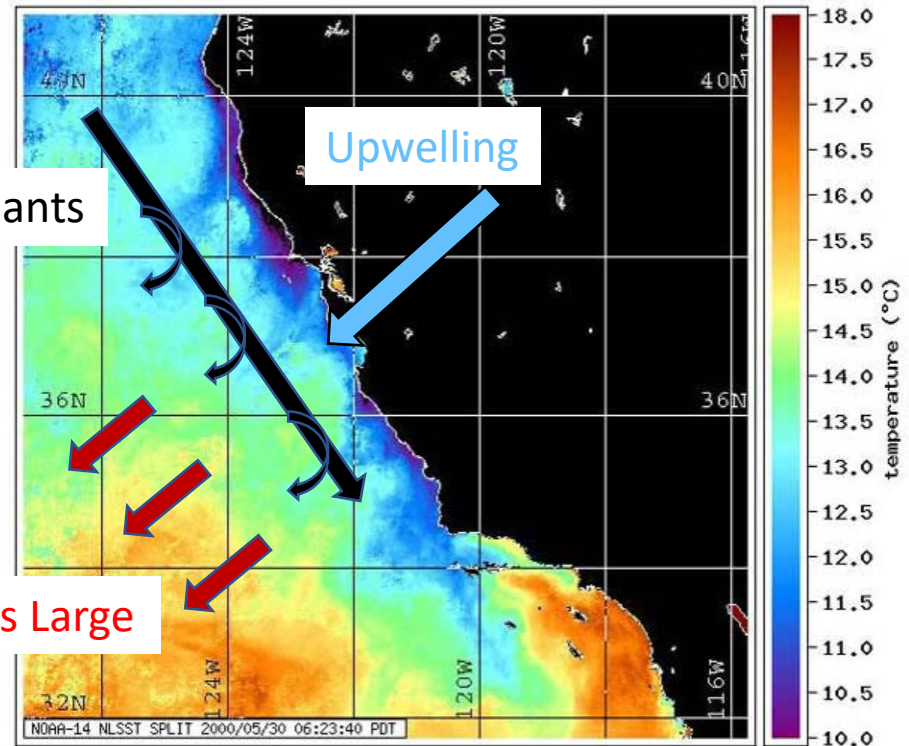 124W
120W
40N
40N
Upwelling
ants
36N
36N
s Large
124W
120W
116W
32N
NOAA-14 NLSST SPLIT 2000/05/30 06:23:40 PDT
18.0
17.5
17.0
16.5
16.0
15.5
15.0
14.5
14.0
13.5
13.0
12.5
12.0
11.5
11.0
10.5
10.0
temperature (°C)